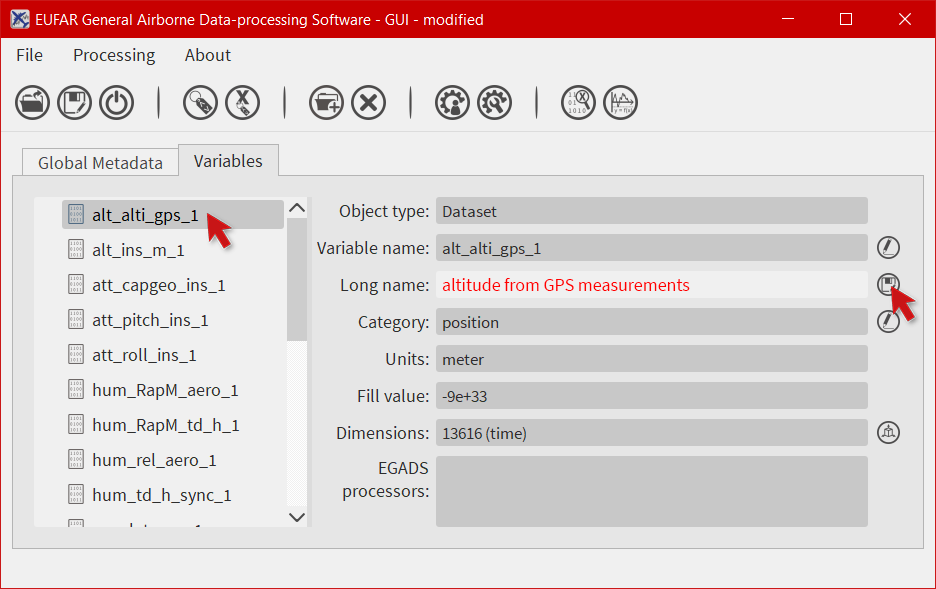 EUFAR General Airborne Data-processing Software - GUI - modified
File Processing About
Global Metadata Variables
alt_alti_gps_1
alt_ins_m_1
att_capgeo_ins_1
att_pitch_ins_1
att_roll_ins_1
hum_RapM_aero_1
hum_RapM_td_h_1
hum_rel_aero_1
hum_td_h_sync_1
Object type: Dataset
Variable name: alt_alti_gps_1
Long name: altitude from GPS measurements
Category: position
Units: meter
Fill value: -9e+33
Dimensions: 13616 (time)
EGADS
processors: